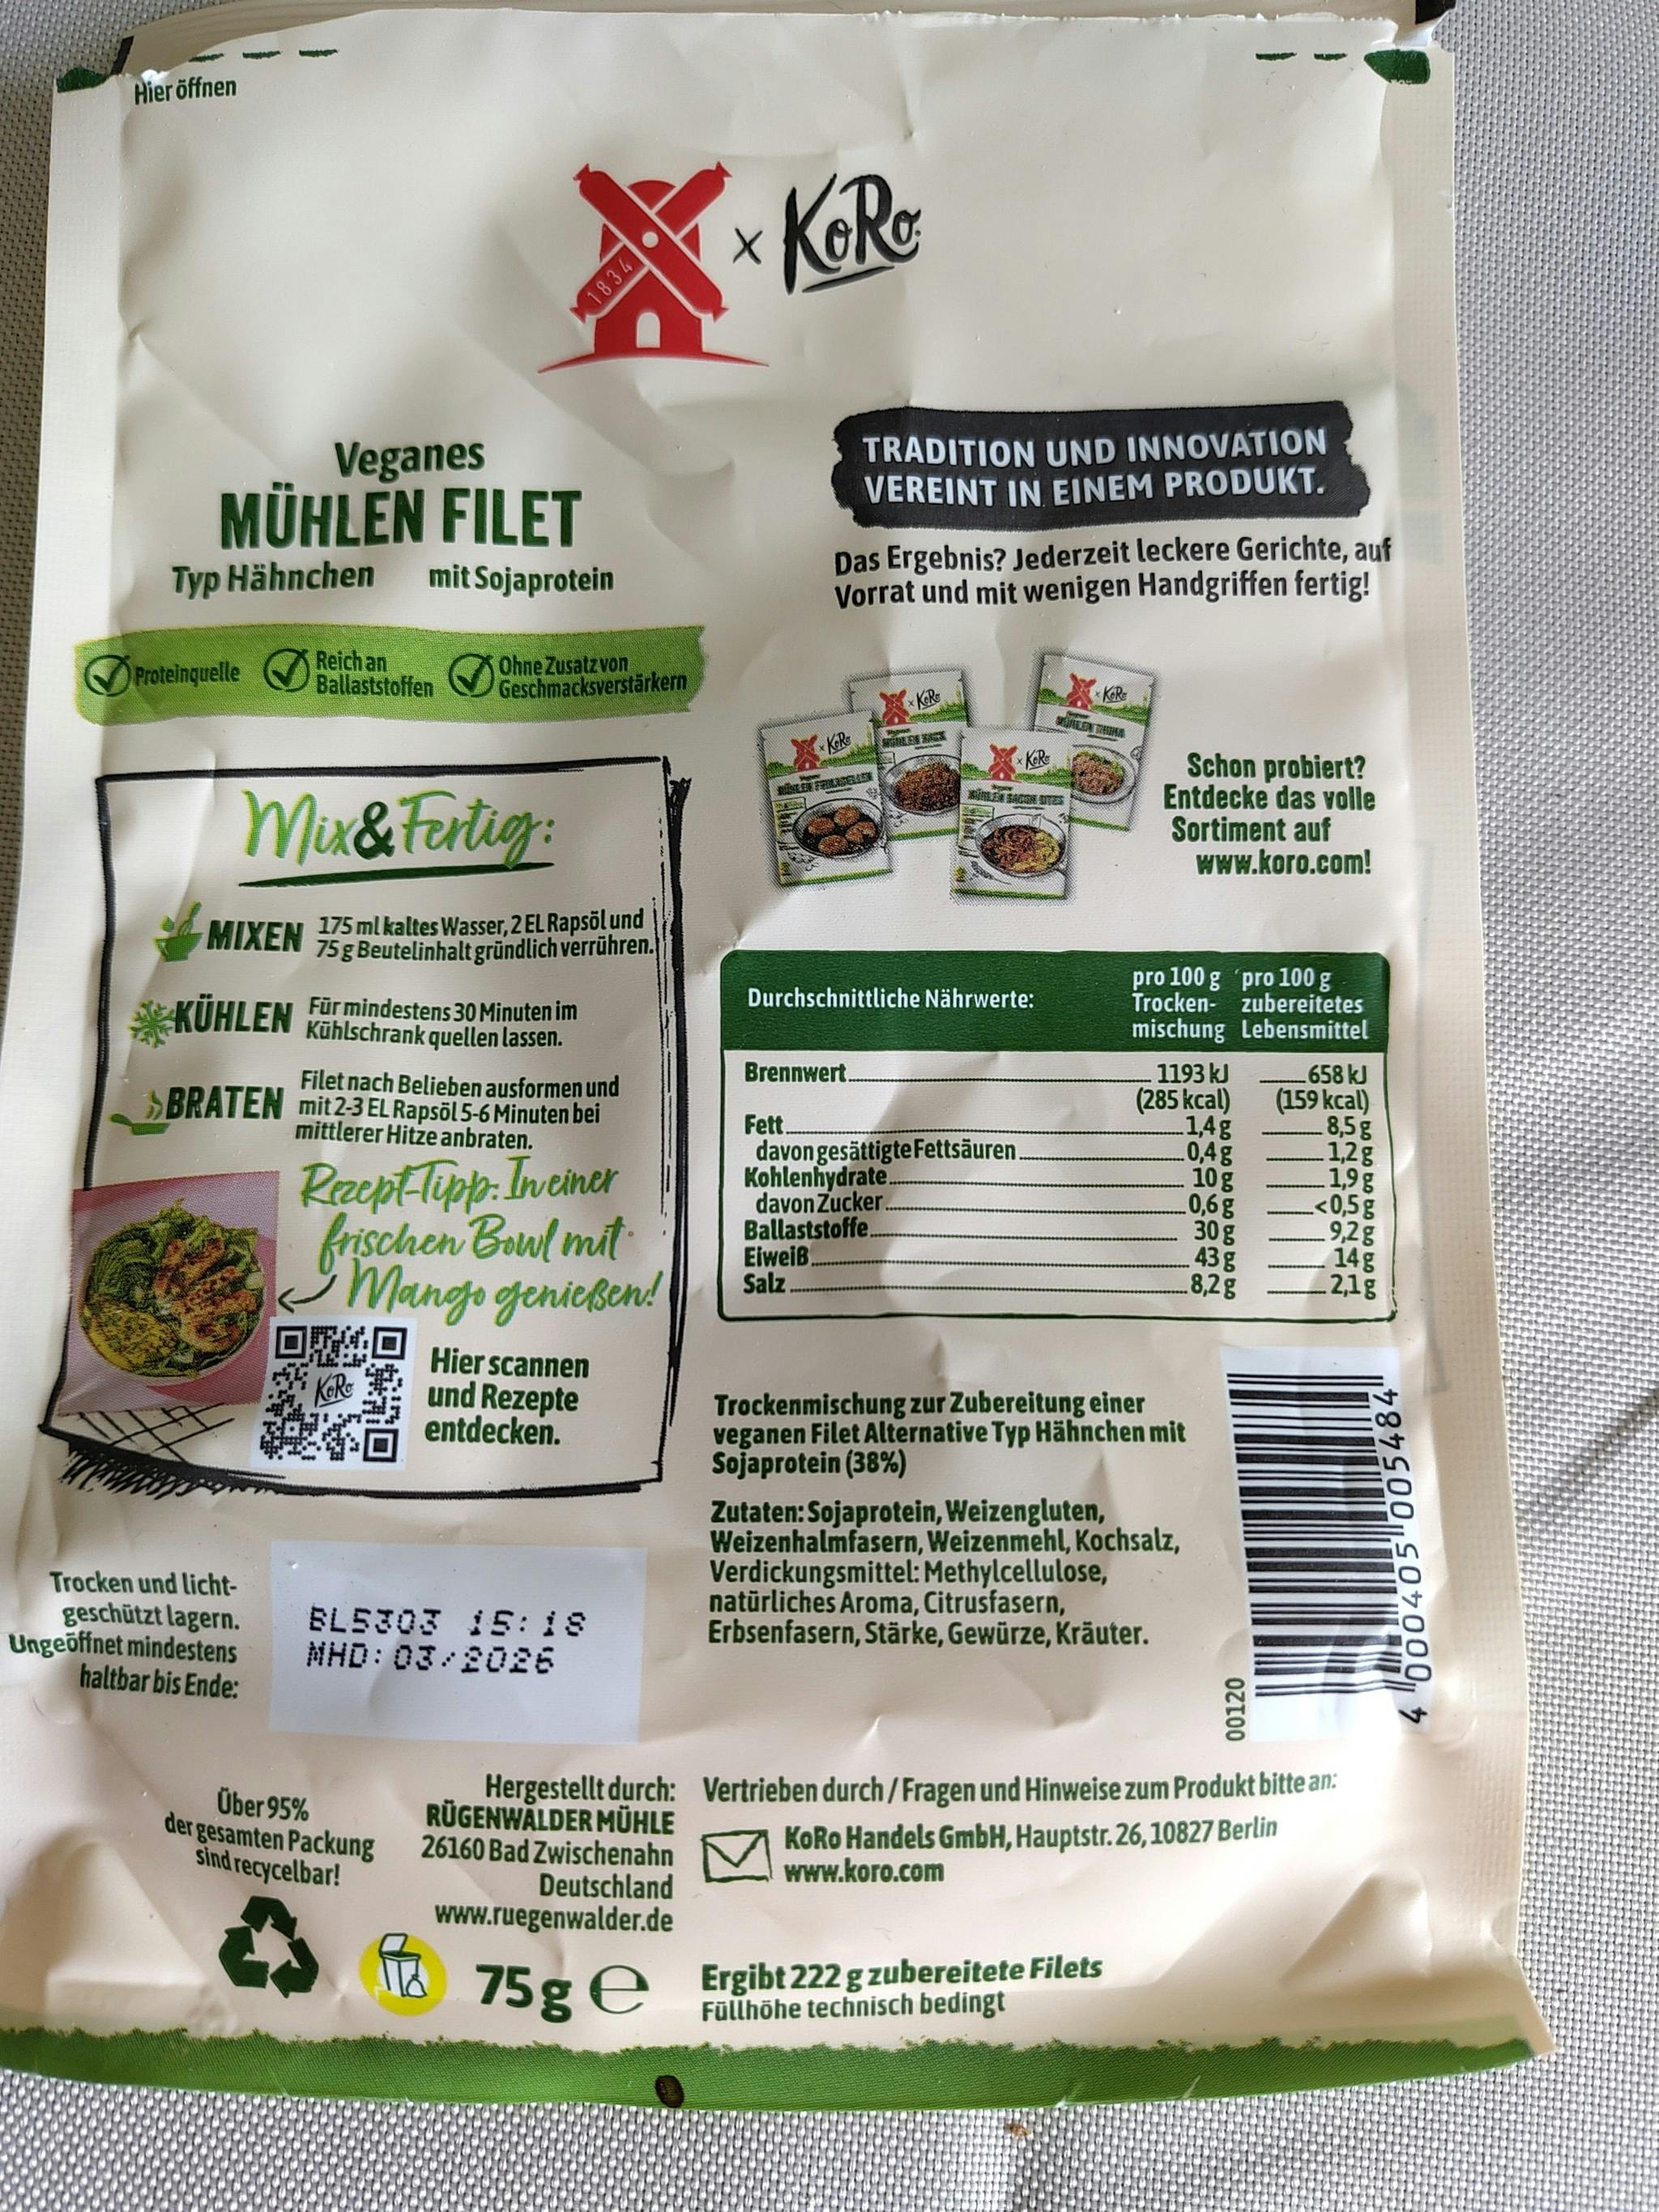 Hier öffnen
1834
x KoRo
Veganes
MÜHLEN FILET
Typ Hähnchen mit Sojaprotein
Proteinquelle
Reich an
Ballaststoffen
Ohne Zusatz von
Geschmacksverstärkern
TRADITION UND INNOVATION
VEREINT IN EINEM PRODUKT.
Das Ergebnis? Jederzeit leckere Gerichte, auf
Vorrat und mit wenigen Handgriffen fertig!
x KoRo
x KoRo
x KoRo
x KoRo
Schon probiert?
Entdecke das volle
Sortiment auf
www.koro.com!
Mix&Fertig:
MIXEN 175 ml kaltes Wasser, 2 EL Rapsöl und
75 g Beutelinhalt gründlich verrühren.
KÜHLEN Für mindestens 30 Minuten im
Kühlschrank quellen lassen.
BRATEN Filet nach Belieben ausformen und
mit 2-3 EL Rapsöl 5-6 Minuten bei
mittlerer Hitze anbraten.
Rezept-Tipp: In einer
frischen Bowl mit
Mango genießen!
KoRo
Hier scannen
und Rezepte
entdecken.
Durchschnittliche Nährwerte: pro 100 g Trockenmischung pro 100 g zubereitetes Lebensmittel
Brennwert 1193 kJ 658 kJ
(285 kcal) (159 kcal)
Fett 1,4 g 8,5 g
davon gesättigte Fettsäuren 0,4 g 1,2 g
Kohlenhydrate 10 g 1,9 g
davon Zucker 0,6 g <0,5 g
Ballaststoffe 30 g 9,2 g
Eiweiß 43 g 14 g
Salz 8,2 g 2,1 g
Trockenmischung zur Zubereitung einer
veganen Filet Alternative Typ Hähnchen mit
Sojaprotein (38%)
Zutaten: Sojaprotein, Weizengluten,
Weizenhalmfasern, Weizenmehl, Kochsalz,
Verdickungsmittel: Methylcellulose,
natürliches Aroma, Citrusfasern,
Erbsenfasern, Stärke, Gewürze, Kräuter.
4 000405 005484
00120
Trocken und licht-
geschützt lagern.
Ungeöffnet mindestens
haltbar bis Ende:
BL5303 15:18
MHD: 03/2026
Über 95%
der gesamten Packung
sind recycelbar!
Hergestellt durch:
RÜGENWALDER MÜHLE
26160 Bad Zwischenahn
Deutschland
www.ruegenwalder.de
Vertrieben durch / Fragen und Hinweise zum Produkt bitte an:
KoRo Handels GmbH, Hauptstr. 26, 10827 Berlin
www.koro.com
75 g e
Ergibt 222 g zubereitete Filets
Füllhöhe technisch bedingt